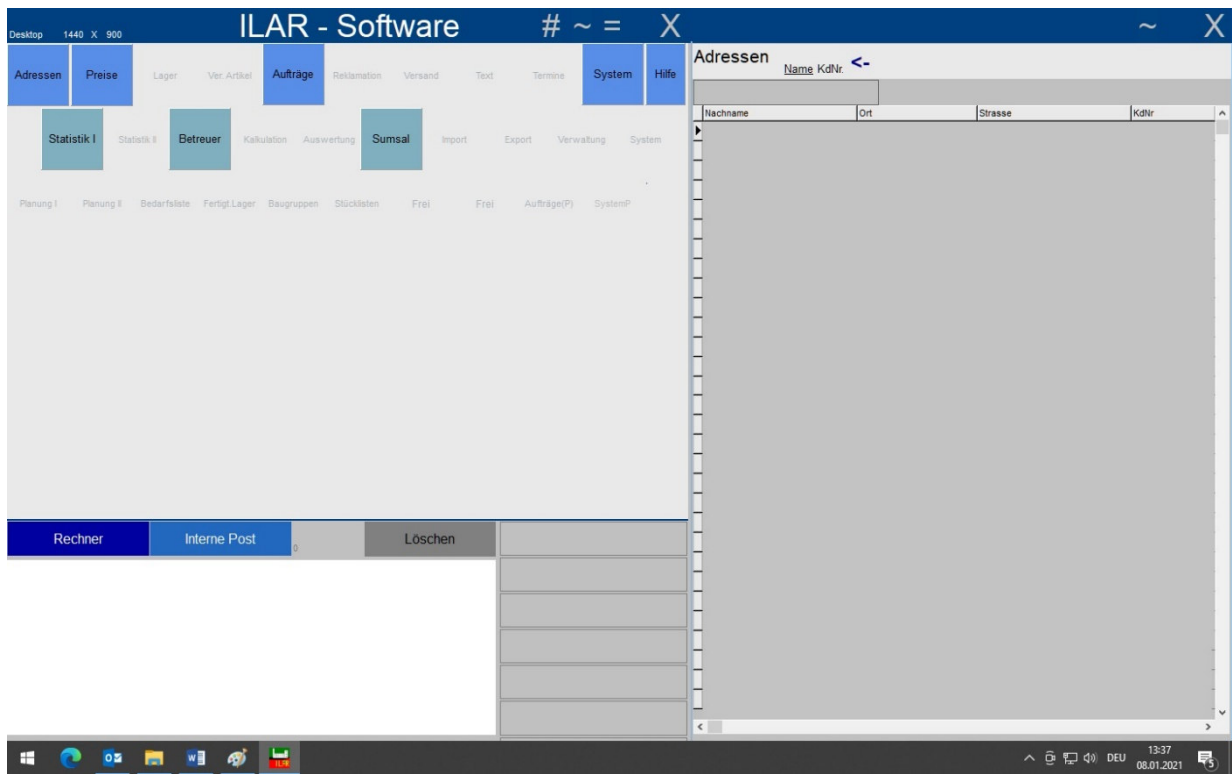 Desktop 1440 X 900 ILAR - Software # ~ = X
Adressen Preise Lager Ver. Artikel Aufträge Reklamation Versand Text Termine System Hilfe
Statistik I Statistik II Betreuer Kalkulation Auswertung Sumsal Import Export Verwaltung System
Planung I Planung II Bedarfsliste Fertigt.Lager Baugruppen Stücklisten Frei Frei Aufträge(P) SystemP
Rechner Interne Post 0 Löschen
~ X
Adressen Name KdNr. <-
Nachname Ort Strasse KdNr
ILAR
DEU 13:37
08.01.2021 5